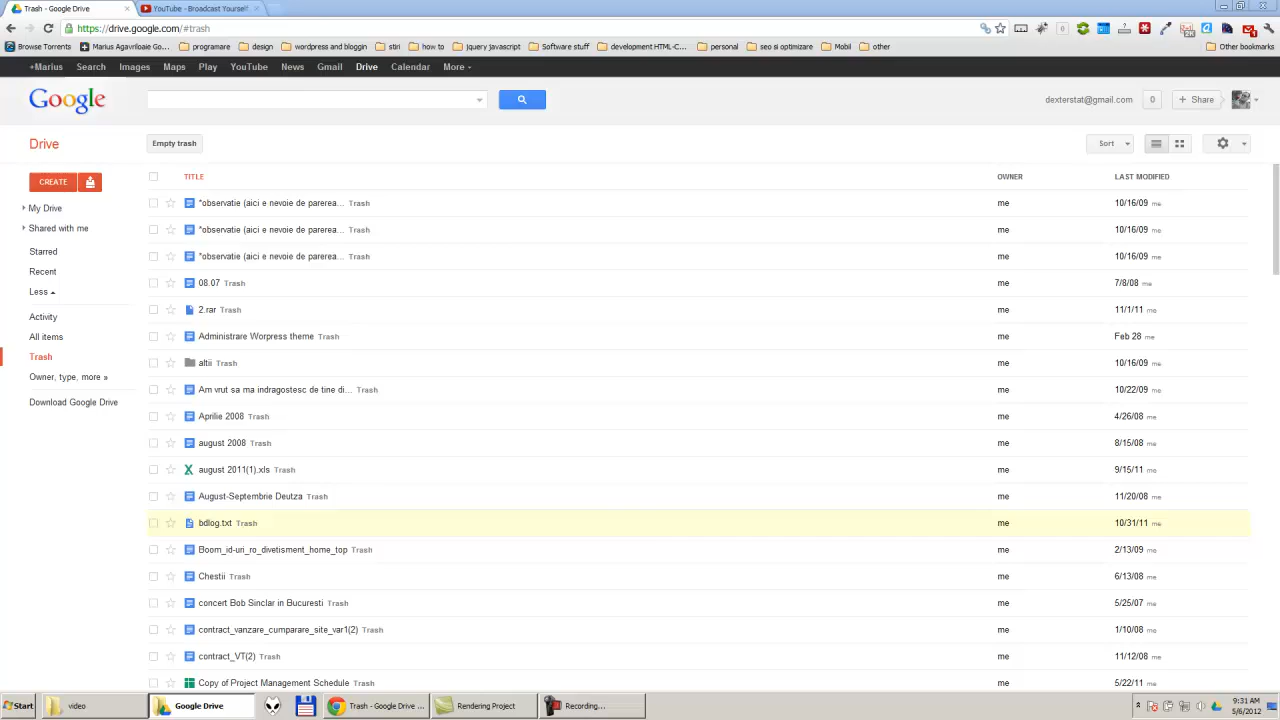 Trash - Google Drive
YouTube - Broadcast Yourself.
https://drive.google.com/#trash
Browse Torrents
Marius Agaviloaie Go...
programare
design
wordpress and bloggin
stiri
how to
jquery javascript
Software stuff
development HTML-C...
personal
seo si optimizare
Mobil
other
Other bookmarks
+Marius Search Images Maps Play YouTube News Gmail Drive Calendar More
Google
dexterstat@gmail.com 0 + Share
Drive
Empty trash
Sort
CREATE
TITLE OWNER LAST MODIFIED
My Drive
Shared with me
Starred
Recent
Less
Activity
All items
Trash
Owner, type, more »
Download Google Drive
*observatie (aici e nevoie de parerea... Trash me 10/16/09 me
*observatie (aici e nevoie de parerea... Trash me 10/16/09 me
*observatie (aici e nevoie de parerea... Trash me 10/16/09 me
08.07 Trash me 7/8/08 me
2.rar Trash me 11/1/11 me
Administrare Worpress theme Trash me Feb 28 me
altii Trash me 10/16/09 me
Am vrut sa ma indragostesc de tine di... Trash me 10/22/09 me
Aprilie 2008 Trash me 4/26/08 me
august 2008 Trash me 8/15/08 me
august 2011(1).xls Trash me 9/15/11 me
August-Septembrie Deutza Trash me 11/20/08 me
bdlog.txt Trash me 10/31/11 me
Boom_id-uri_ro_divetisment_home_top Trash me 2/13/09 me
Chestii Trash me 6/13/08 me
concert Bob Sinclar in Bucuresti Trash me 5/25/07 me
contract_vanzare_cumparare_site_var1(2) Trash me 1/10/08 me
contract_VT(2) Trash me 11/12/08 me
Copy of Project Management Schedule Trash me 5/22/08 me
Start
video
Google Drive
Trash - Google Drive ...
Rendering Project
Recording...
9:31 AM
5/6/2012